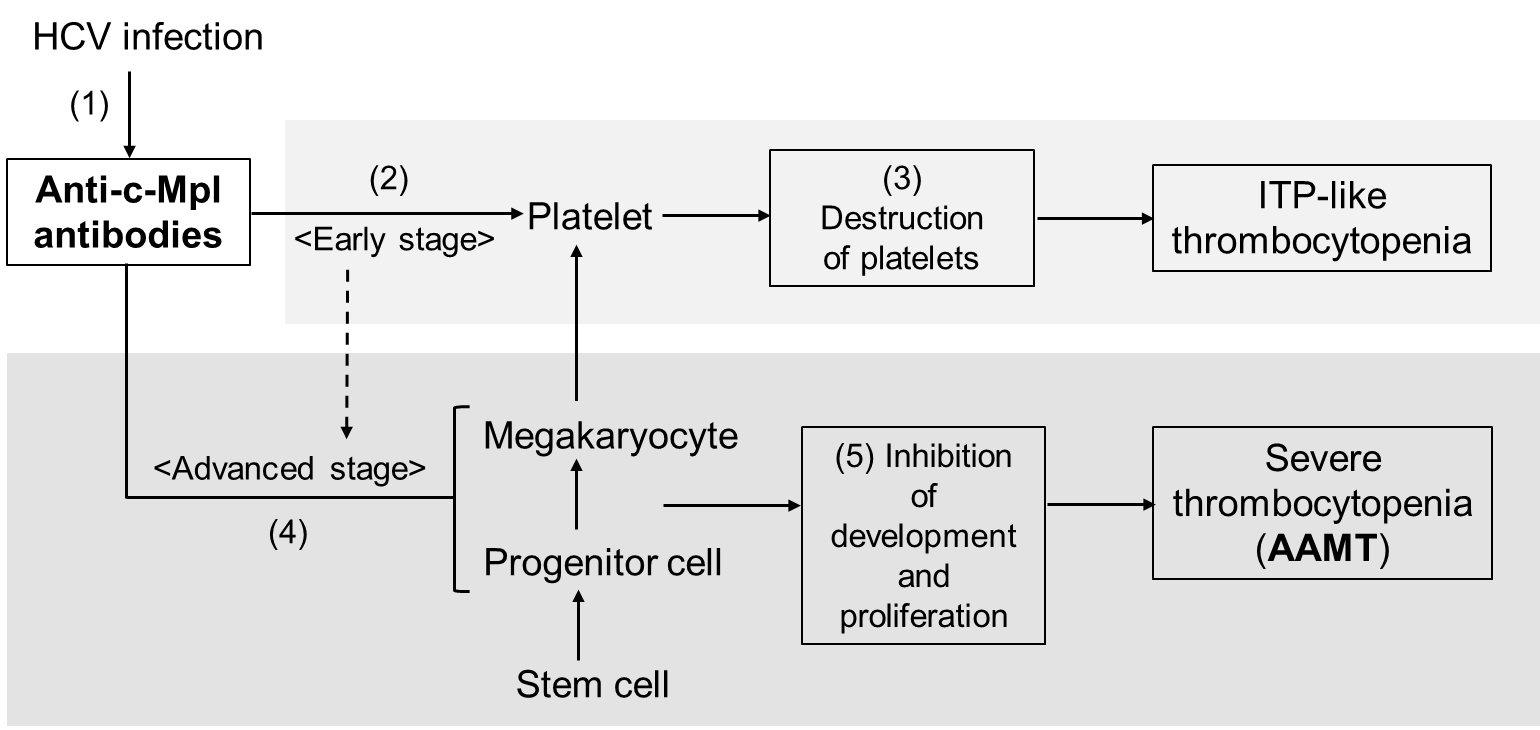 HCV infection
(1)
Anti-c-Mpl
antibodies
(2)
<Early stage>
Platelet
(3)
Destruction
of platelets
ITP-like
thrombocytopenia
<Advanced stage>
(4)
Megakaryocyte
Progenitor cell
Stem cell
(5) Inhibition
of
development
and
proliferation
Severe
thrombocytopenia
(AAMT)